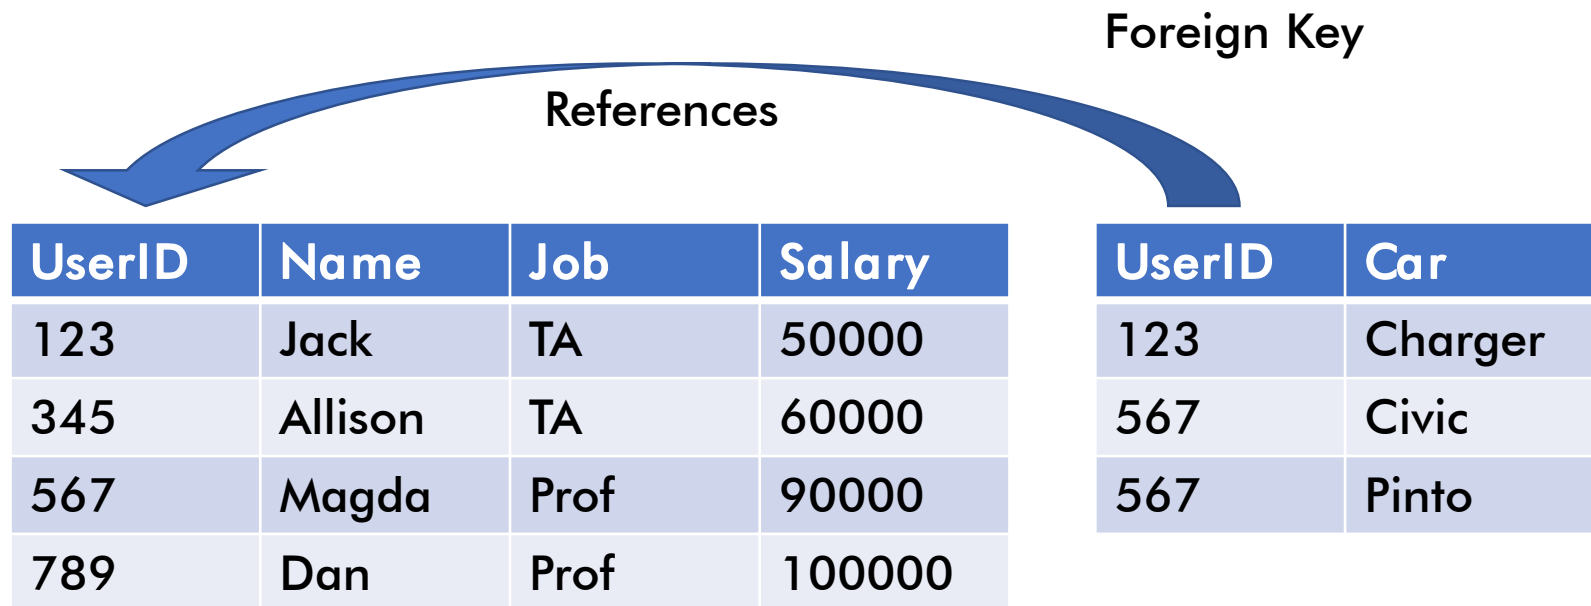 Foreign Key
References
UserID Name Job Salary
123 Jack TA 50000
345 Allison TA 60000
567 Magda Prof 90000
789 Dan Prof 100000
UserID Car
123 Charger
567 Civic
567 Pinto